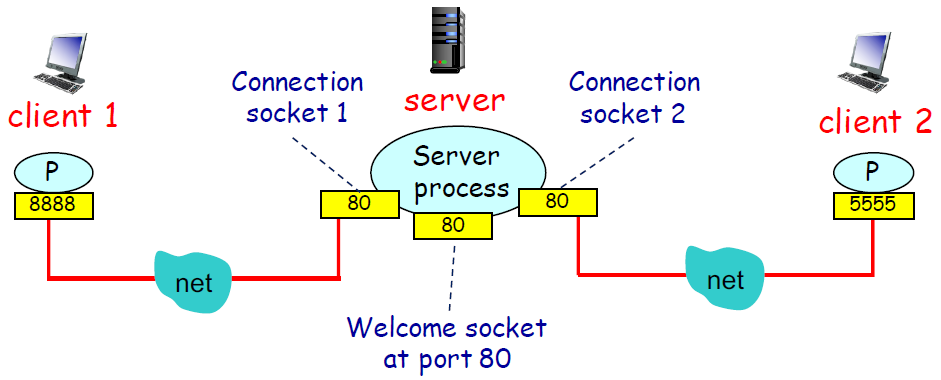 Connection
socket 1
server
Connection
socket 2
client 1
client 2
P
8888
Server
process
80
80
80
P
5555
net
net
Welcome socket
at port 80